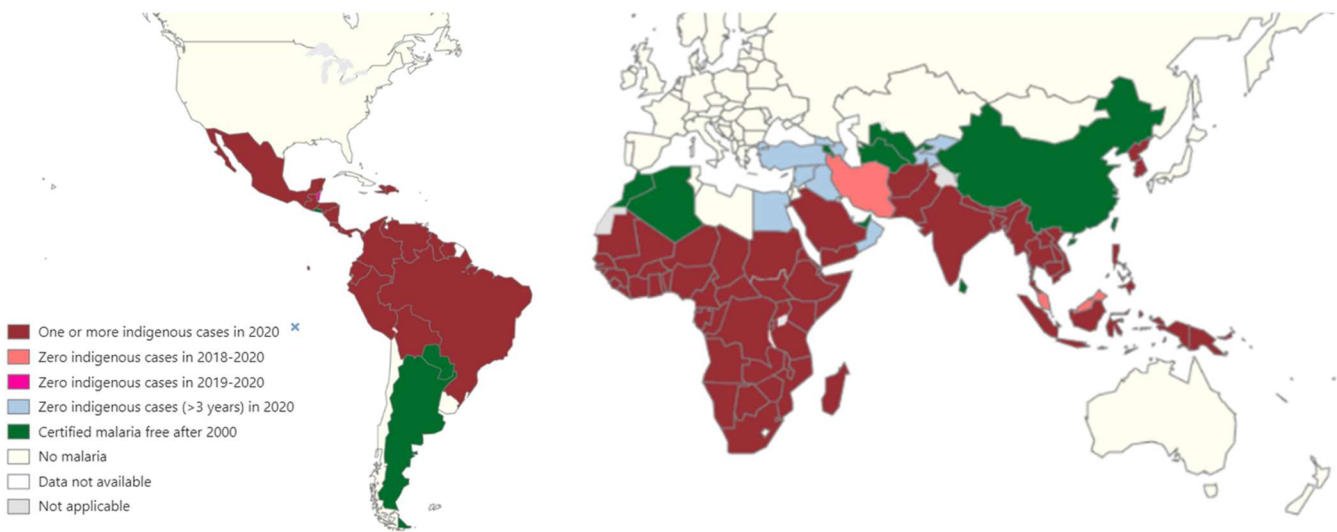 One or more indigenous cases in 2020 ×
Zero indigenous cases in 2018-2020
Zero indigenous cases in 2019-2020
Zero indigenous cases (>3 years) in 2020
Certified malaria free after 2000
No malaria
Data not available
Not applicable